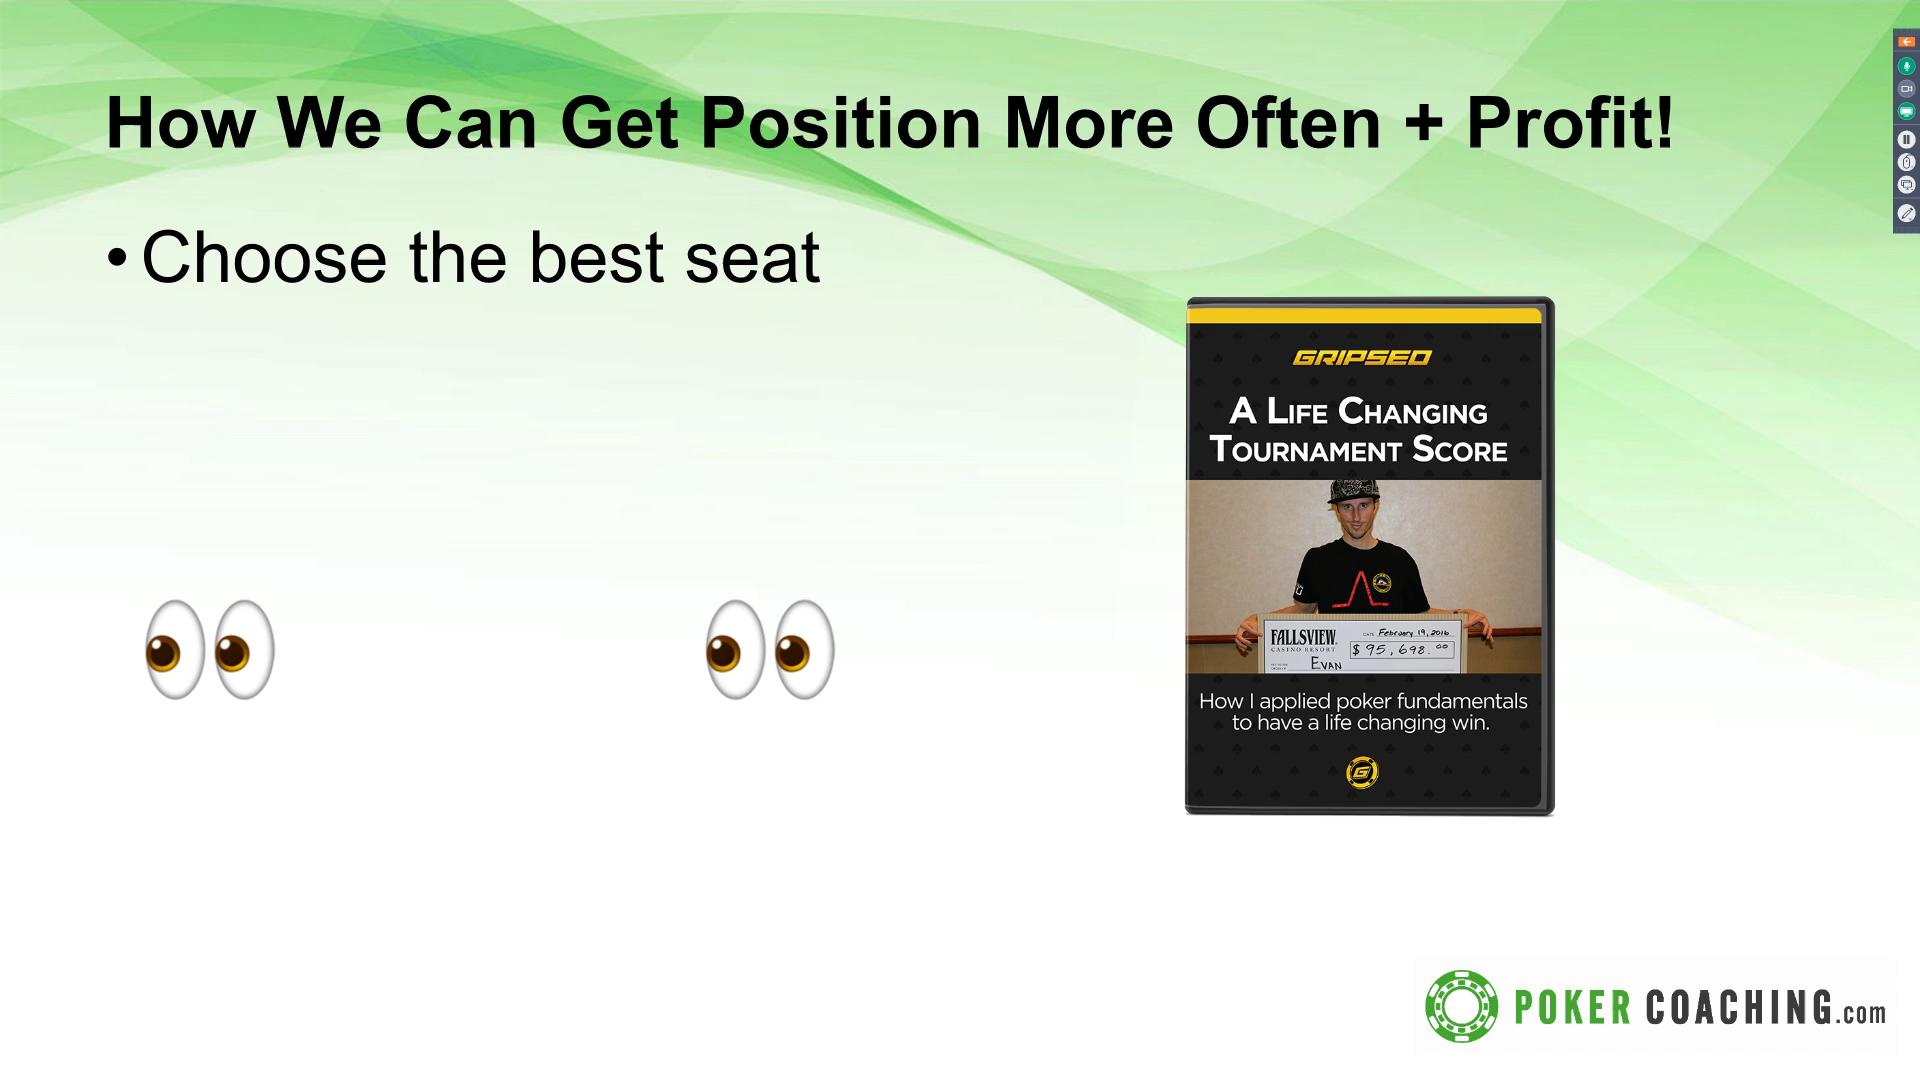 How We Can Get Position More Often + Profit!
• Choose the best seat
GRIPSED
A LIFE CHANGING
TOURNAMENT SCORE
FALLSVIEW
CASINO RESORT
DATE February 19, 2016
$ 95,698.00
EVAN
How I applied poker fundamentals
to have a life changing win.
G
POKER COACHING.com